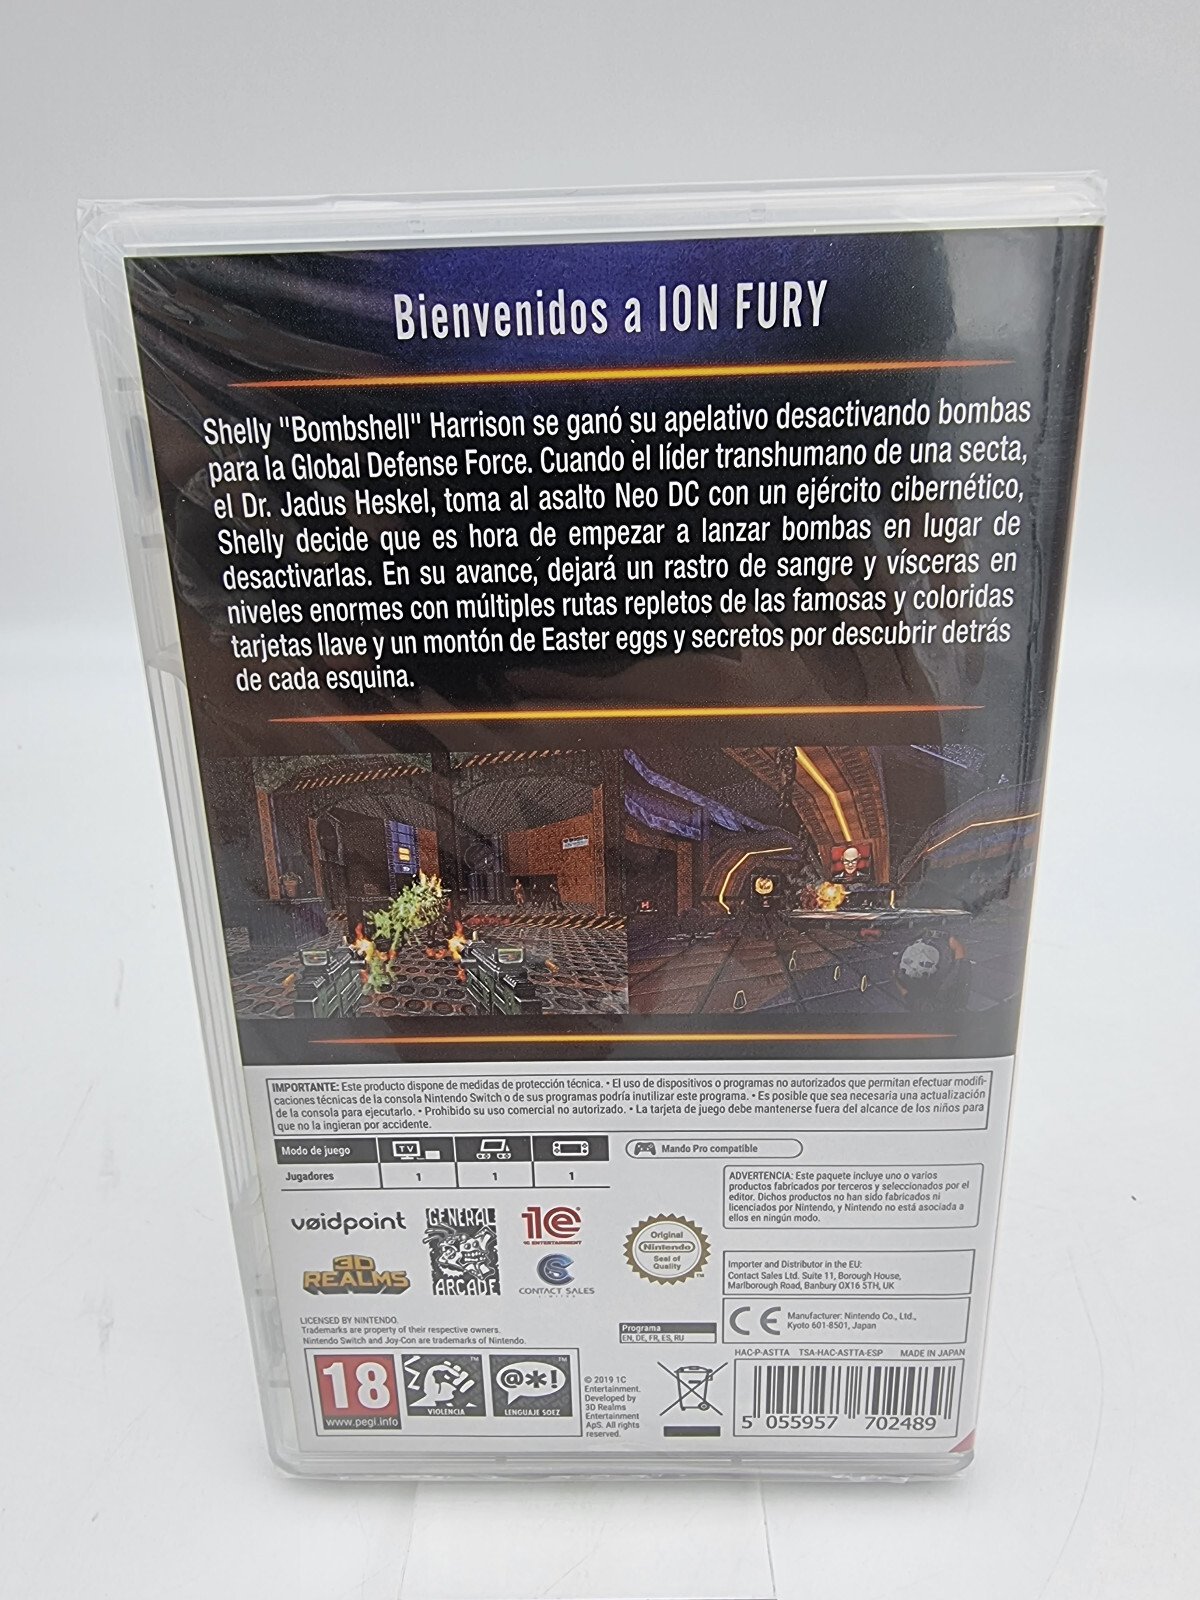 Bienvenidos a ION FURY
Shelly "Bombshell" Harrison se ganó su apelativo desactivando bombas
para la Global Defense Force. Cuando el líder transhumano de una secta,
el Dr. Jadus Heskel, toma al asalto Neo DC con un ejército cibernético,
Shelly decide que es hora de empezar a lanzar bombas en lugar de
desactivarlas. En su avance, dejará un rastro de sangre y vísceras en
niveles enormes con múltiples rutas repletos de las famosas y coloridas
tarjetas llave y un montón de Easter eggs y secretos por descubrir detrás
de cada esquina.
IMPORTANTE: Este producto dispone de medidas de protección técnica. • El uso de dispositivos o programas no autorizados que permitan efectuar modifi-
caciones técnicas de la consola Nintendo Switch o de sus programas podría inutilizar este programa. • Es posible que sea necesaria una actualización
de la consola para ejecutarlo. • Prohibido su uso comercial no autorizado. • La tarjeta de juego debe mantenerse fuera del alcance de los niños para
que no la ingieran por accidente.
Modo de juego TV
Jugadores 1 1 1
Mando Pro compatible
ADVERTENCIA: Este paquete incluye uno o varios
productos fabricados por terceros y seleccionados por el
editor. Dichos productos no han sido fabricados ni
licenciados por Nintendo, y Nintendo no está asociada a
ellos en ningún modo.
vøidpoint
GENERAL
ARCADE
1C
1C ENTERTAINMENT
3D
REALMS
CONTACT SALES
LIMITED
Original
Nintendo
Seal of
Quality
TM
Importer and Distributor in the EU:
Contact Sales Ltd. Suite 11, Borough House,
Marlborough Road, Banbury OX16 5TH, UK
CE
Manufacturer: Nintendo Co., Ltd.,
Kyoto 601-8501, Japan
LICENSED BY NINTENDO.
Trademarks are property of their respective owners.
Nintendo Switch and Joy-Con are trademarks of Nintendo.
Programa
EN, DE, FR, ES, RU
HAC-P-ASTTA TSA-HAC-ASTTA-ESP MADE IN JAPAN
18
www.pegi.info
VIOLENCIA
TM
@*!
LENGUAJE SOEZ
TM
© 2019 1C
Entertainment.
Developed by
3D Realms
Entertainment
ApS. All rights
reserved.
5 055957 702489